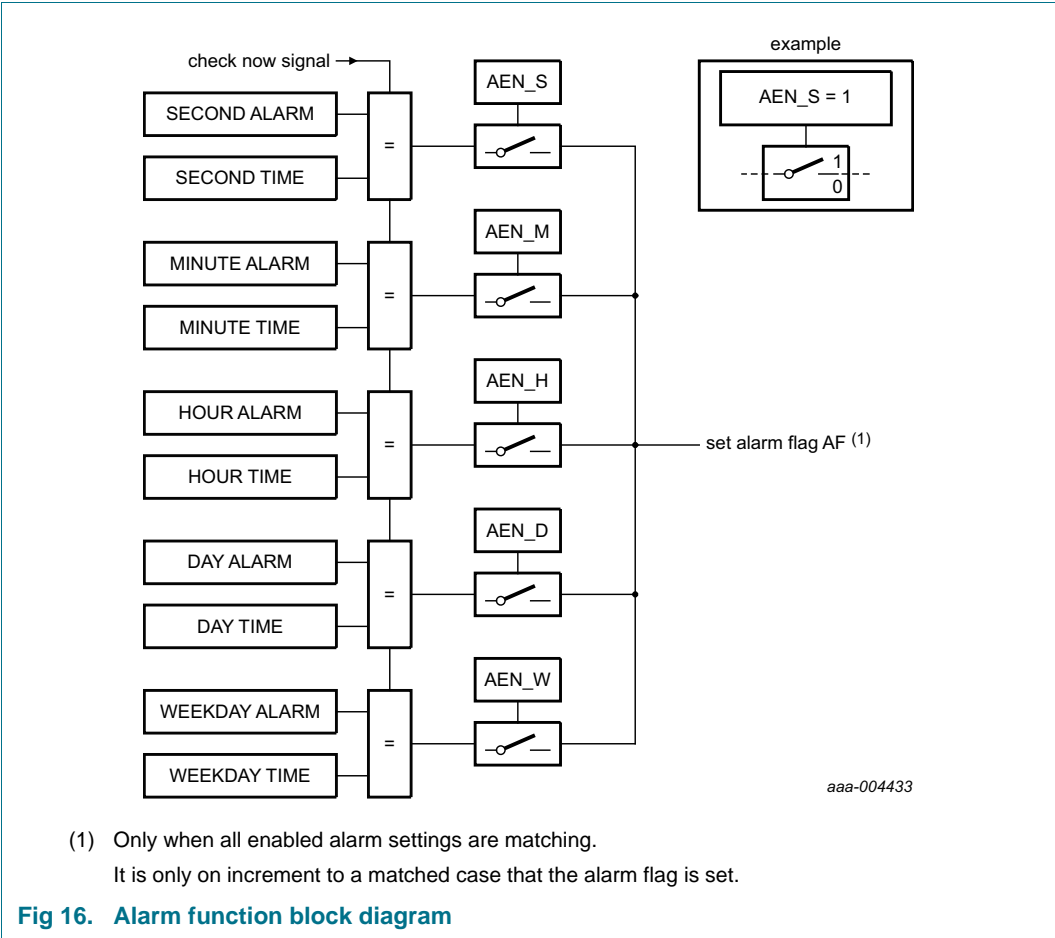 example
check now signal
AEN_S
AEN_S = 1
SECOND ALARM
=
1
0
SECOND TIME
AEN_M
MINUTE ALARM
=
MINUTE TIME
AEN_H
HOUR ALARM
=
set alarm flag AF (1)
HOUR TIME
AEN_D
DAY ALARM
=
DAY TIME
AEN_W
WEEKDAY ALARM
=
WEEKDAY TIME
aaa-004433
(1) Only when all enabled alarm settings are matching.
It is only on increment to a matched case that the alarm flag is set.
Fig 16. Alarm function block diagram